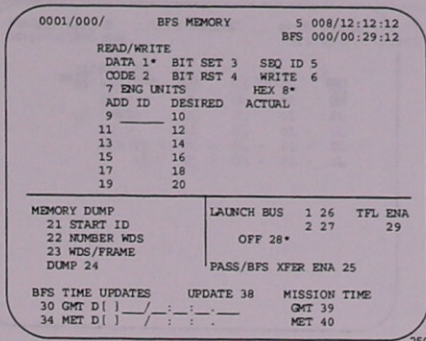 0001/000/ BFS MEMORY 5 008/12:12:12
BFS 000/00:29:12
READ/WRITE
DATA 1* BIT SET 3 SEQ ID 5
CODE 2 BIT RST 4 WRITE 6
7 ENG UNITS HEX 8*
ADD ID DESIRED ACTUAL
9 ______ 10
11 12
13 14
15 16
17 18
19 20
MEMORY DUMP LAUNCH BUS 1 26 TFL ENA
21 START ID 2 27 29
22 NUMBER WDS OFF 28*
23 WDS/FRAME
DUMP 24 PASS/BFS XFER ENA 25
BFS TIME UPDATES UPDATE 38 MISSION TIME
30 GMT D[ ]___/__:__:__.___ GMT 39
34 MET D[ ] / : : . MET 40